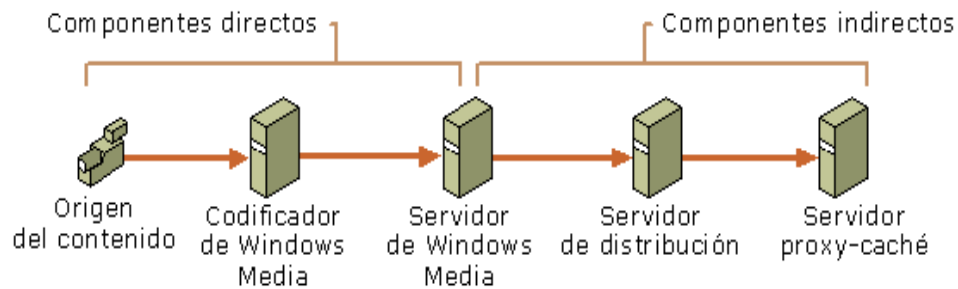 Componentes directos
Componentes indirectos
Origen
del contenido
Codificador
de Windows
Media
Servidor
de Windows
Media
Servidor
de distribución
Servidor
proxy-caché